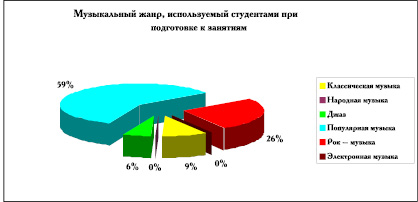 Музыкальный жанр, используемый студентами при
подготовке к занятиям
59%
26%
0%
9%
0%
6%
Классическая музыка
Народная музыка
Джаз
Популярная музыка
Рок – музыка
Электронная музыка